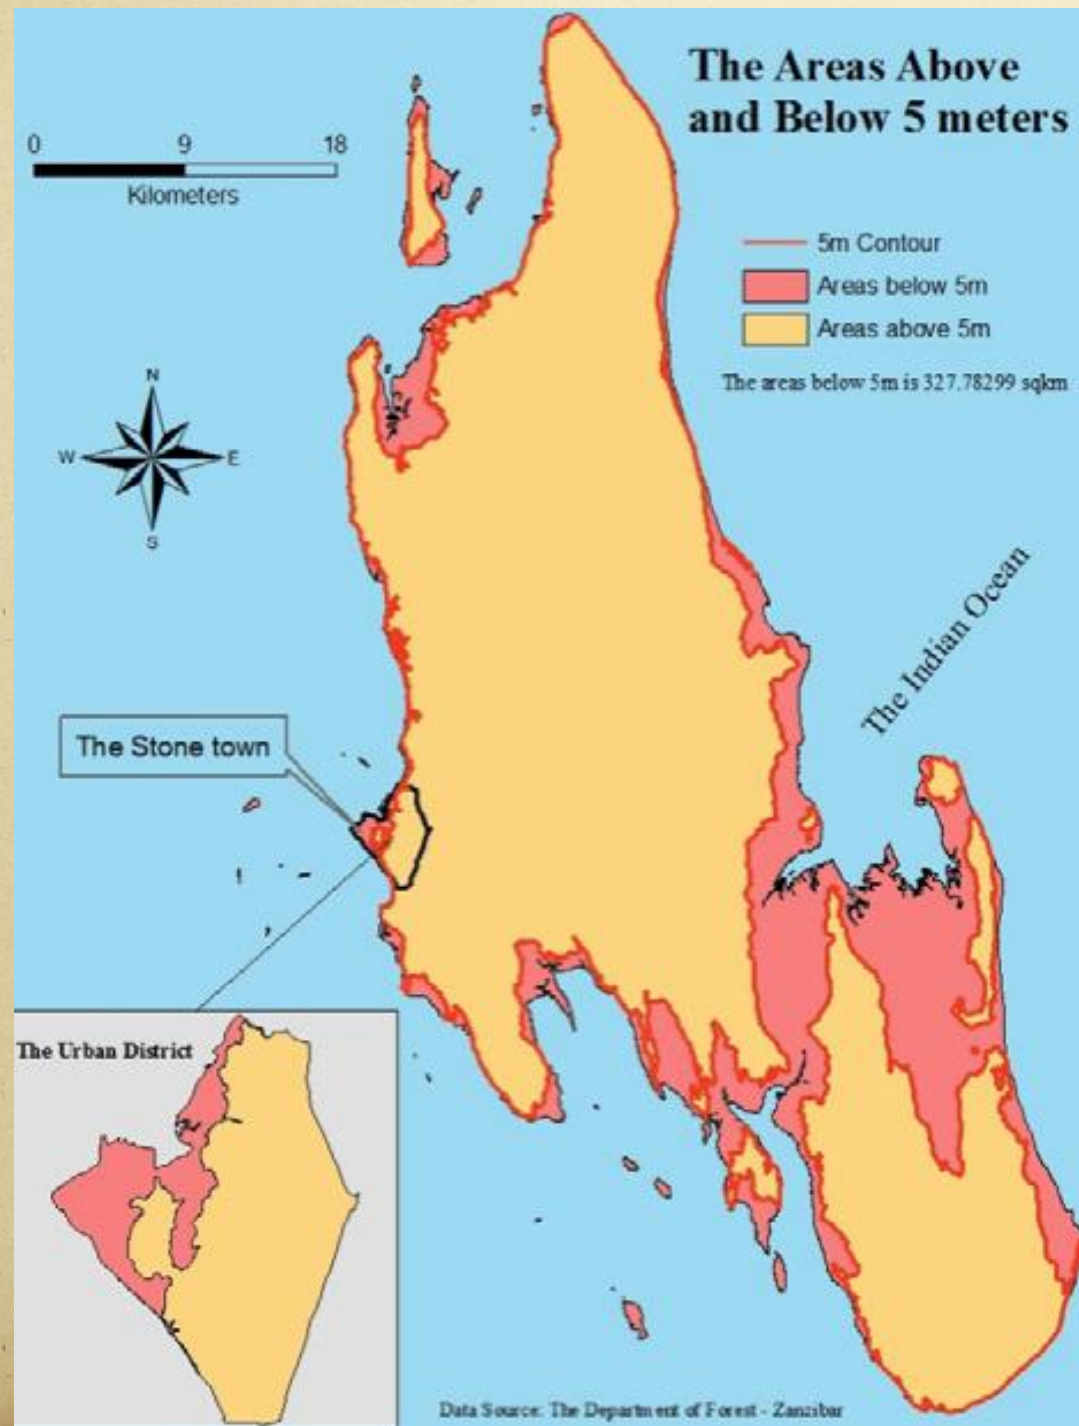 The Areas Above
and Below 5 meters
0 9 18
Kilometers
5m Contour
Areas below 5m
Areas above 5m
The areas below 5m is 327.78299 sqkm
N
W E
S
The Indian Ocean
The Stone town
The Urban District
Data Source: The Department of Forest - Zanzibar